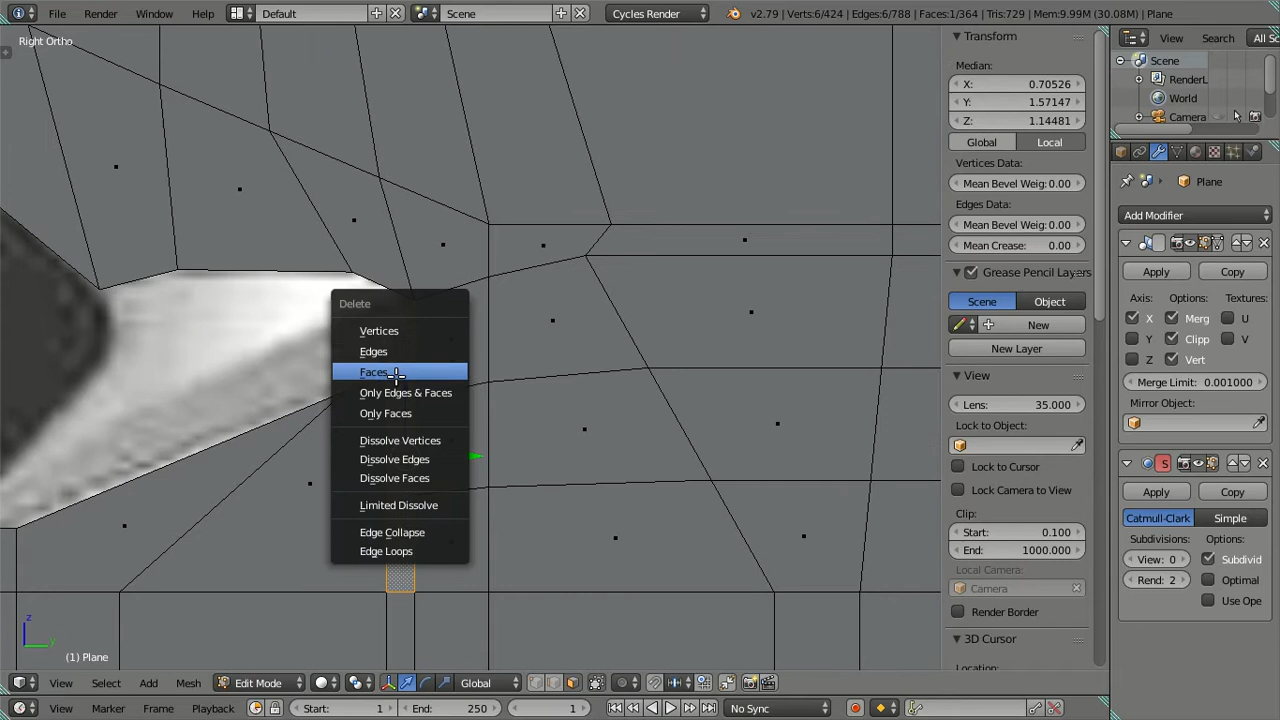 File Render Window Help Default Scene Cycles Render v2.79 | Verts:6/424 | Edges:6/788 | Faces:1/364 | Tris:729 | Mem:9.99M (30.08M) | Plane
Right Ortho
Delete
Vertices
Edges
Faces
Only Edges & Faces
Only Faces
Dissolve Vertices
Dissolve Edges
Dissolve Faces
Limited Dissolve
Edge Collapse
Edge Loops
z
y
(1) Plane
Transform
Median:
X: 0.70526
Y: 1.57147
Z: 1.14481
Global Local
Vertices Data:
Mean Bevel Weig: 0.00
Edges Data:
Mean Bevel Weig: 0.00
Mean Crease: 0.00
Grease Pencil Layers
Scene Object
New
New Layer
View
Lens: 35.000
Lock to Object:
Lock to Cursor
Lock Camera to View
Clip:
Start: 0.100
End: 1000.000
Local Camera:
Camera
Render Border
3D Cursor
Location:
View Search All Sc
Scene
RenderL
World
Camera
Plane
Add Modifier
Apply Copy
Axis: Options: Textures:
X Merg U
Y Clipp V
Z Vert
Merge Limit: 0.001000
Mirror Object:
S
Apply Copy
Catmull-Clark Simple
Subdivisions: Options:
View: 0 Subdivid
Rend: 2 Optimal
Use Ope
View Select Add Mesh Edit Mode Global
View Marker Frame Playback Start: 1 End: 250 1 No Sync